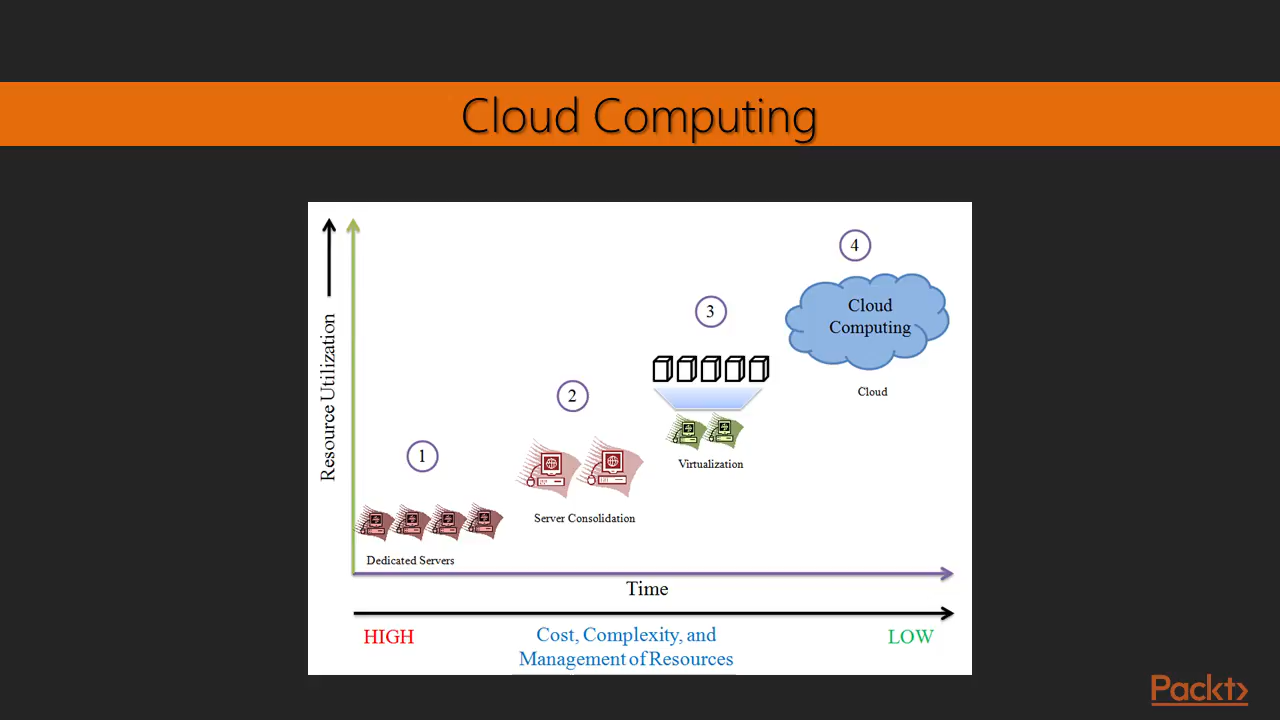 Cloud Computing
4
Cloud
Computing
Cloud
3
Virtualization
2
Server Consolidation
1
Dedicated Servers
Resource Utilization
Time
HIGH
Cost, Complexity, and
Management of Resources
LOW
Packt>